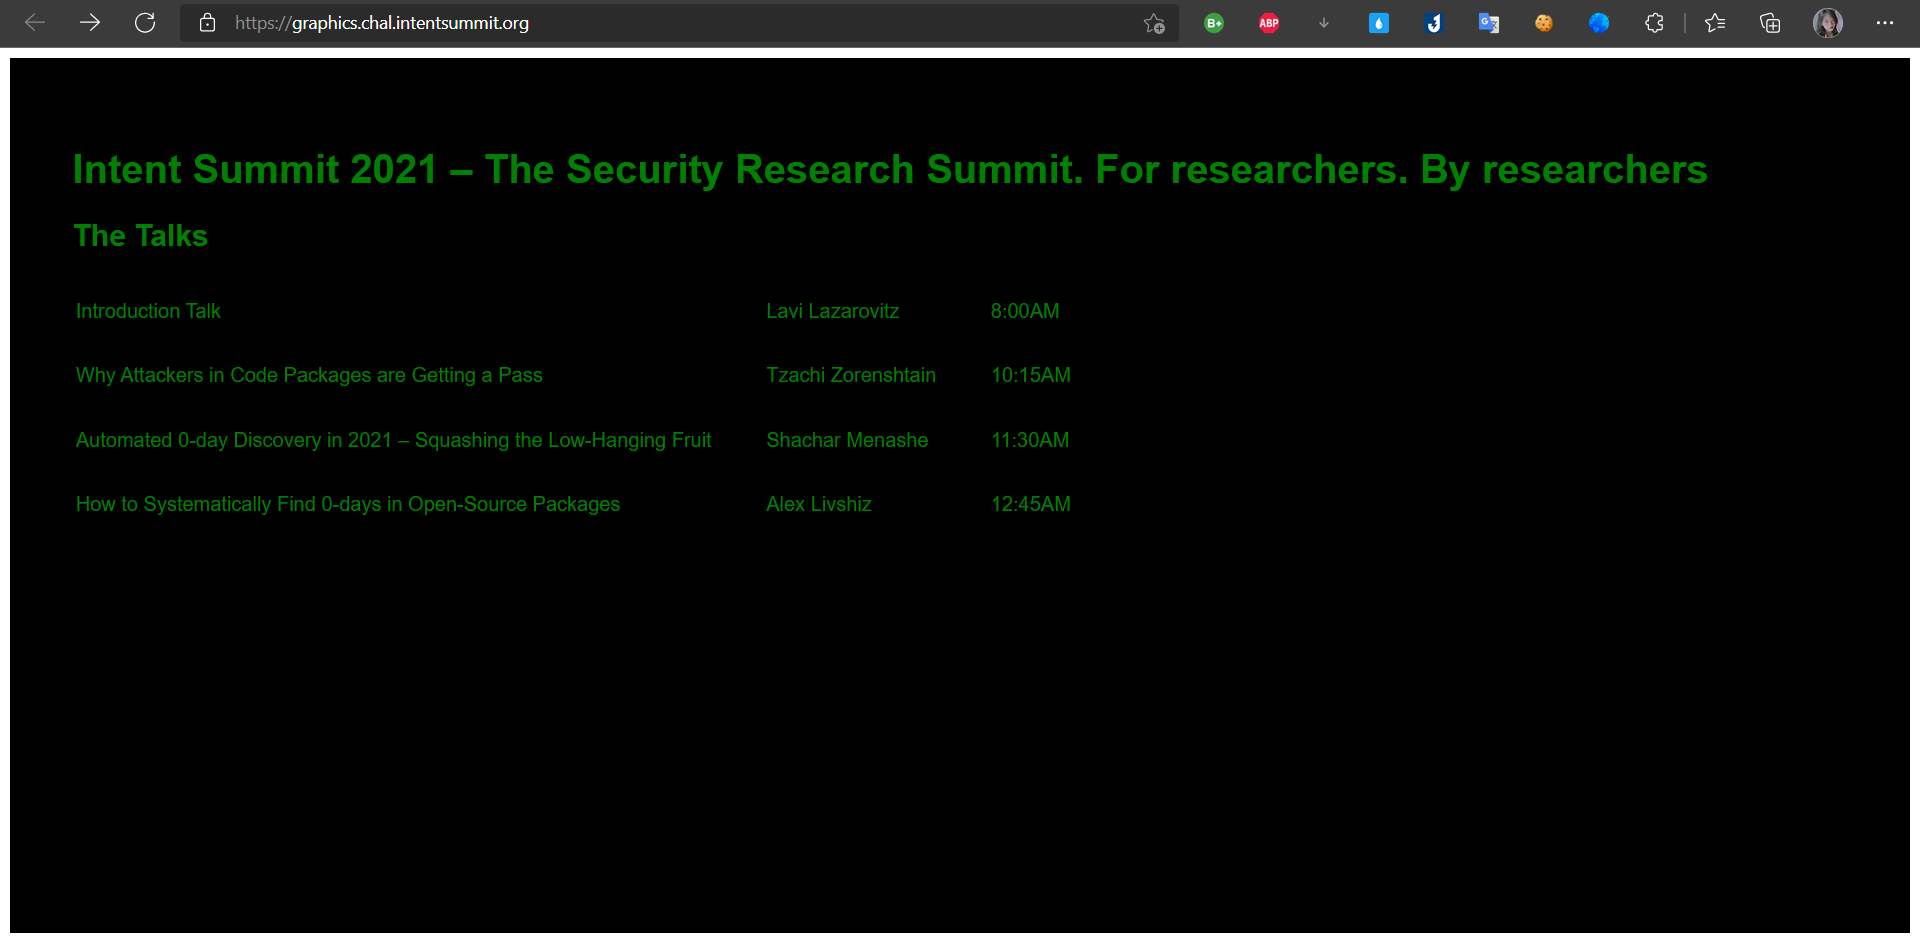 https://graphics.chal.intentsummit.org
B+
ABP
G
Intent Summit 2021 – The Security Research Summit. For researchers. By researchers
The Talks
Introduction Talk Lavi Lazarovitz 8:00AM
Why Attackers in Code Packages are Getting a Pass Tzachi Zorenshtain 10:15AM
Automated 0-day Discovery in 2021 – Squashing the Low-Hanging Fruit Shachar Menashe 11:30AM
How to Systematically Find 0-days in Open-Source Packages Alex Livshiz 12:45AM